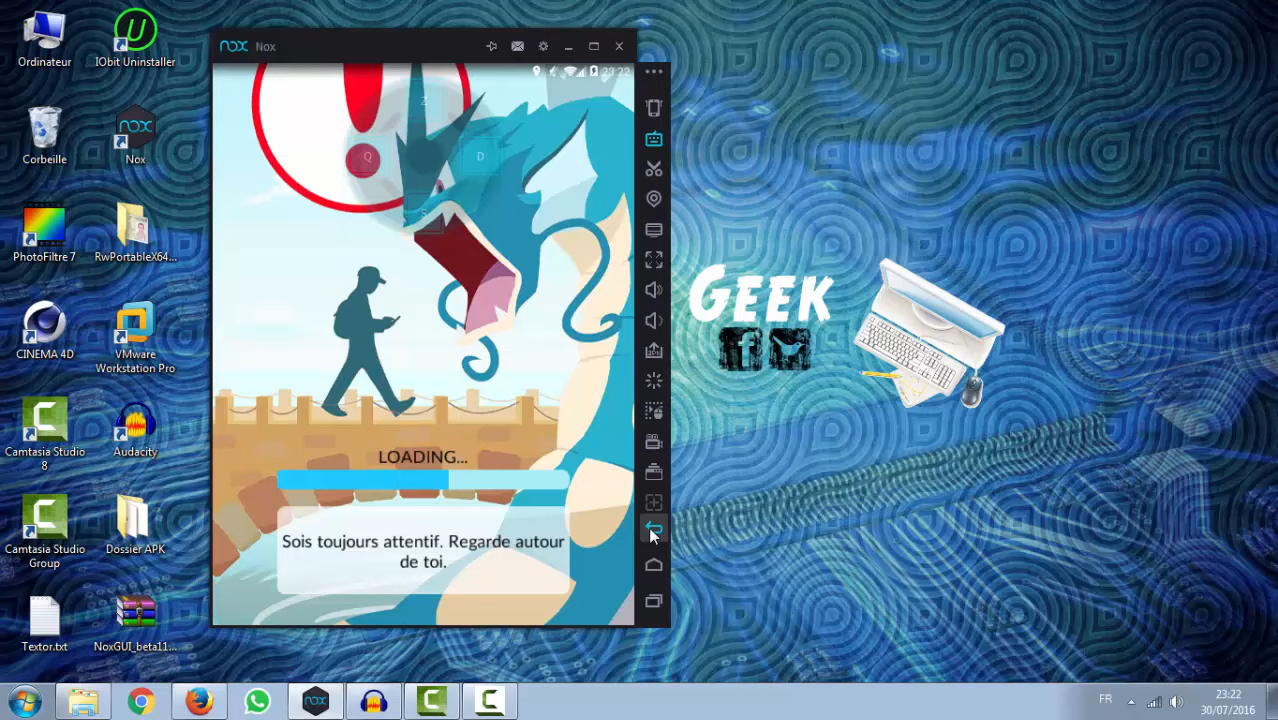 Ordinateur
IObit Uninstaller
Corbeille
Nox
PhotoFiltre 7
RwPortableX64...
CINEMA 4D
VMware
Workstation Pro
Camtasia Studio
8
Audacity
Camtasia Studio
Group
Dossier APK
Textor.txt
NoxGUI_beta11...
nox Nox
23:22
Z
Q
D
S
LOADING...
Sois toujours attentif. Regarde autour
de toi.
GEEK
FR
23:22
30/07/2016